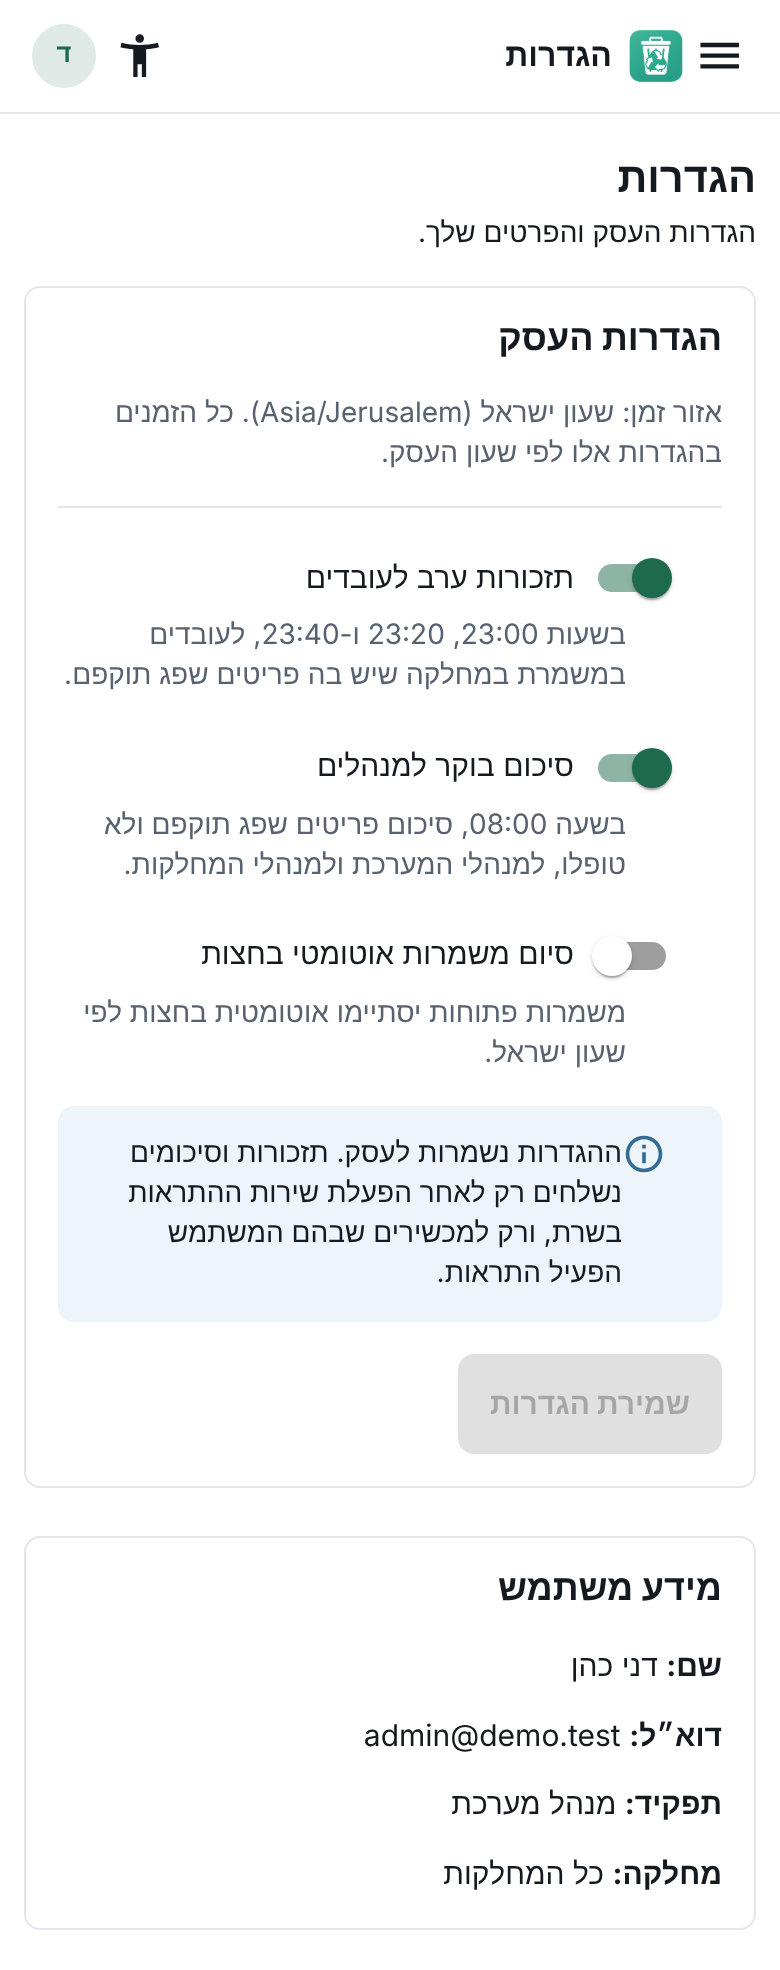 הגדרות
ד
הגדרות
הגדרות העסק והפרטים שלך.
הגדרות העסק
אזור זמן: שעון ישראל (Asia/Jerusalem). כל הזמנים
בהגדרות אלו לפי שעון העסק.
תזכורות ערב לעובדים
בשעות 23:00, 23:20 ו-23:40, לעובדים
במשמרת במחלקה שיש בה פריטים שפג תוקפם.
סיכום בוקר למנהלים
בשעה 08:00, סיכום פריטים שפג תוקפם ולא
טופלו, למנהלי המערכת ולמנהלי המחלקות.
סיום משמרות אוטומטי בחצות
משמרות פתוחות יסתיימו אוטומטית בחצות לפי
שעון ישראל.
ההגדרות נשמרות לעסק. תזכורות וסיכומים
נשלחים רק לאחר הפעלת שירות ההתראות
בשרת, ורק למכשירים שבהם המשתמש
הפעיל התראות.
שמירת הגדרות
מידע משתמש
שם: דני כהן
דוא״ל: admin@demo.test
תפקיד: מנהל מערכת
מחלקה: כל המחלקות